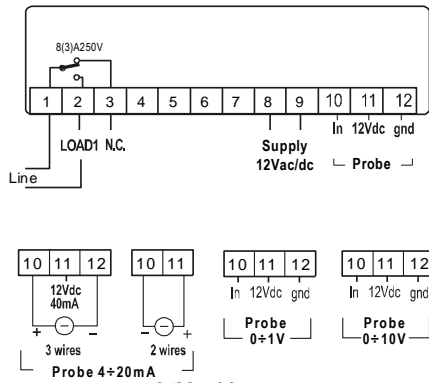 8(3)A250V
1 2 3 4 5 6 7 8 9 10 11 12
In 12Vdc gnd
LOAD1 N.C.
Supply
12Vac/dc
Probe
Line
10 11 12
12Vdc
40mA
+ - -
3 wires
10 11
- +
2 wires
Probe 4÷20mA
10 11 12
In 12Vdc gnd
Probe
0÷1V
10 11 12
In 12Vdc gnd
Probe
0÷10V